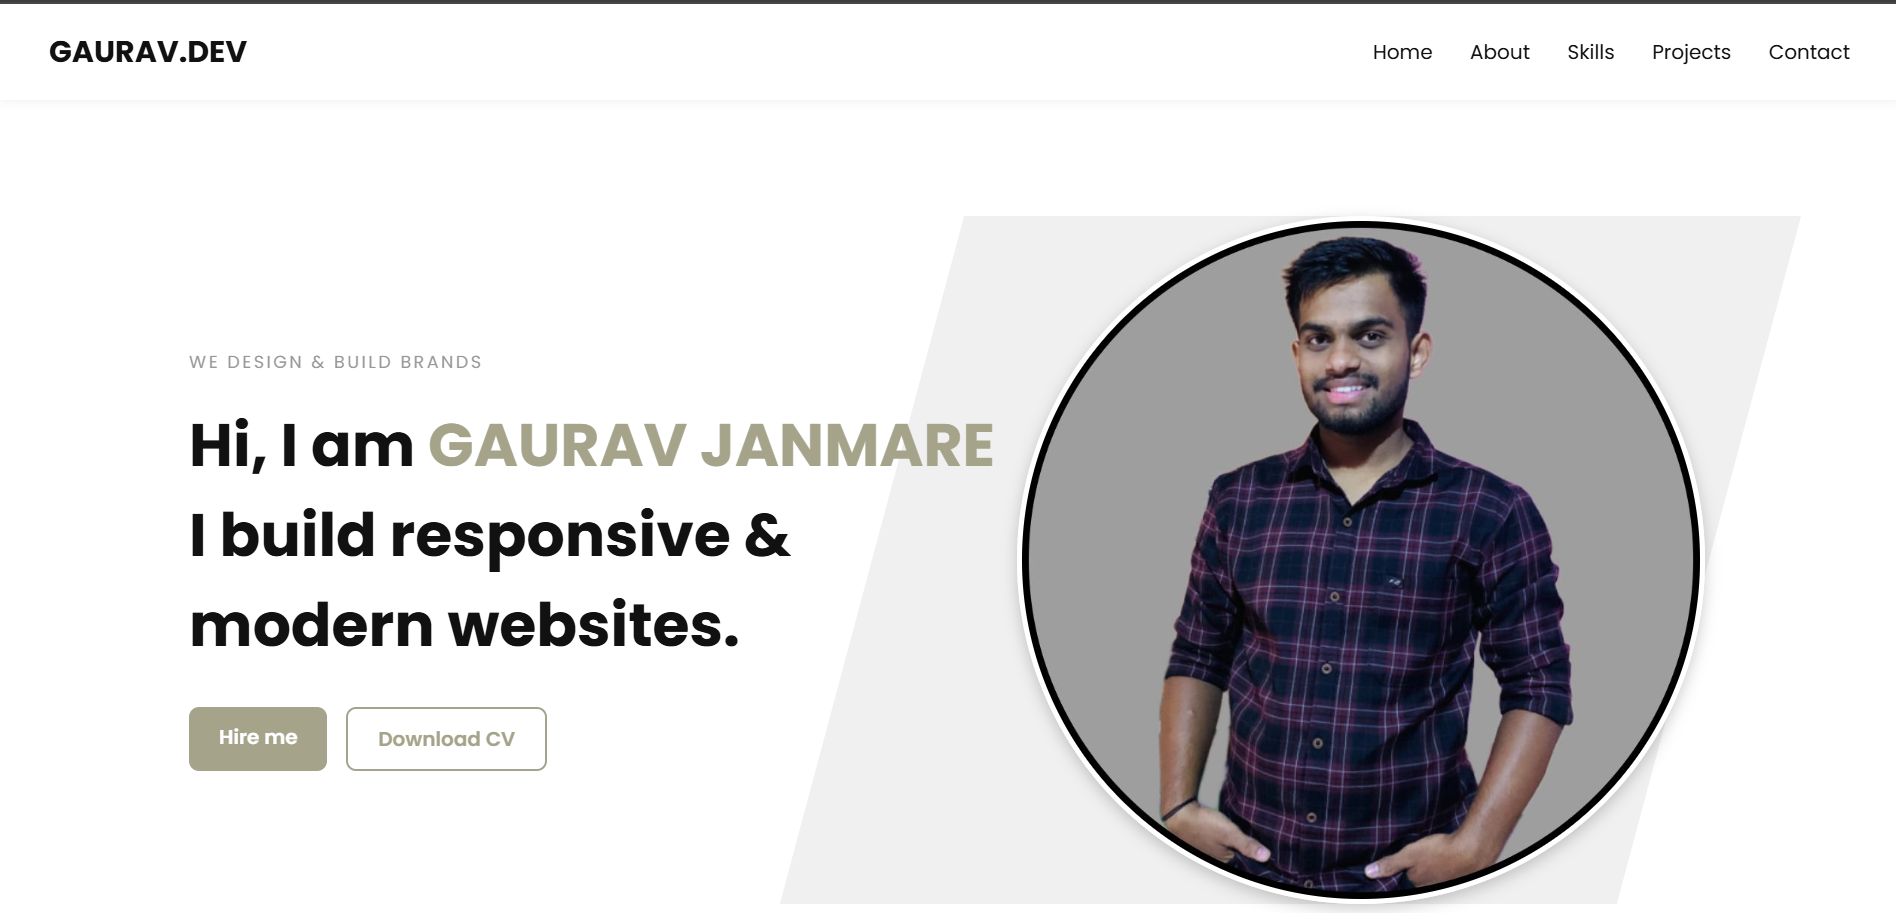 GAURAV.DEV
Home About Skills Projects Contact
WE DESIGN & BUILD BRANDS
Hi, I am GAURAV JANMARE
I build responsive &
modern websites.
Hire me Download CV